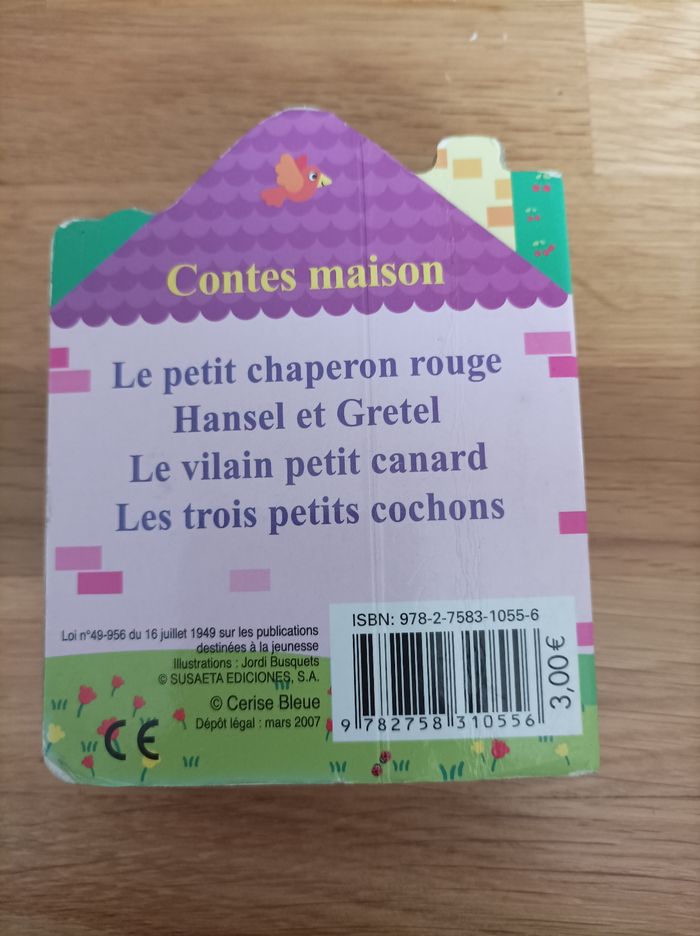 Contes maison
Le petit chaperon rouge
Hansel et Gretel
Le vilain petit canard
Les trois petits cochons
Loi n°49-956 du 16 juillet 1949 sur les publications
destinées à la jeunesse
Illustrations : Jordi Busquets
© SUSAETA EDICIONES, S.A.
© Cerise Bleue
Dépôt légal : mars 2007
CE
ISBN: 978-2-7583-1055-6
9 782758 310556
3,00€